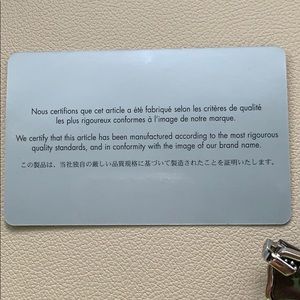 Nous certifions que cet article a été fabriqué selon les critères de qualité
les plus rigoureux conformes à l'image de notre marque.
We certify that this article has been manufactured according to the most rigourous
quality standards, and in conformity with the image of our brand name.
この製品は、当社独自の厳しい品質規格に基づいて製造されたことを証明いたします。